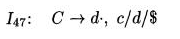 I₄₇: C → d·, c/d/$